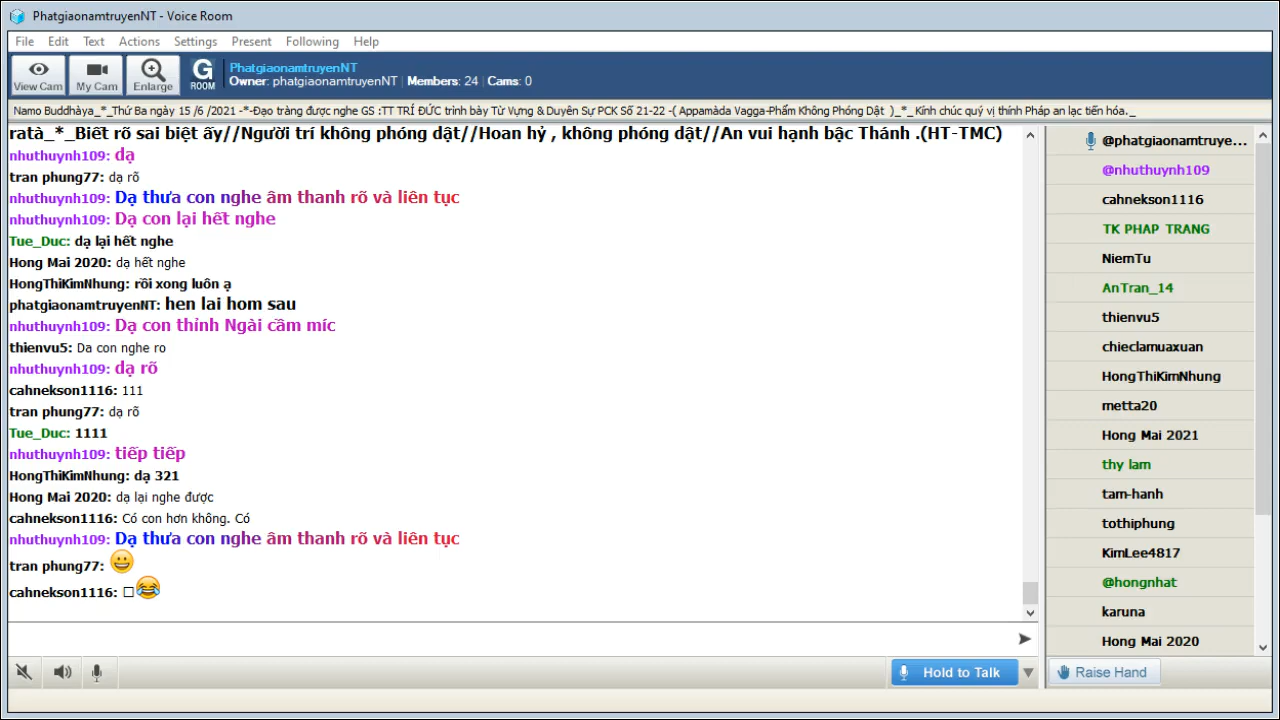 PhatgiaonamtruyenNT - Voice Room
File Edit Text Actions Settings Present Following Help
View Cam
My Cam
Enlarge
G
ROOM
PhatgiaonamtruyenNT
Owner: phatgiaonamtruyenNT | Members: 24 | Cams: 0
Namo Buddhàya_*_Thứ Ba ngày 15 /6 /2021 -*-Đạo tràng được nghe GS :TT TRÍ ĐỨC trình bày Từ Vựng & Duyên Sự PCK Số 21-22 -( Appamàda Vagga-Phẩm Không Phóng Dật )_*_ Kính chúc quý vị thính Pháp an lạc tiến hóa._
ratà_*_Biết rõ sai biệt ấy//Người trí không phóng dật//Hoan hỷ , không phóng dật//An vui hạnh bậc Thánh .(HT-TMC)
nhuthuynh109: dạ
tran phung77: dạ rõ
nhuthuynh109: Dạ thưa con nghe âm thanh rõ và liên tục
nhuthuynh109: Dạ con lại hết nghe
Tue_Duc: dạ lại hết nghe
Hong Mai 2020: dạ hết nghe
HongThiKimNhung: rồi xong luôn ạ
phatgiaonamtruyenNT: hen lai hom sau
nhuthuynh109: Dạ con thỉnh Ngài cầm míc
thienvu5: Da con nghe ro
nhuthuynh109: dạ rõ
cahnekson1116: 111
tran phung77: dạ rõ
Tue_Duc: 1111
nhuthuynh109: tiếp tiếp
HongThiKimNhung: dạ 321
Hong Mai 2020: dạ lại nghe được
cahnekson1116: Có con hơn không. Có
nhuthuynh109: Dạ thưa con nghe âm thanh rõ và liên tục
tran phung77: 😀
cahnekson1116: □😂
@phatgiaonamtruye...
@nhuthuynh109
cahnekson1116
TK PHAP TRANG
NiemTu
AnTran_14
thienvu5
chieclamuaxuan
HongThiKimNhung
metta20
Hong Mai 2021
thy lam
tam-hanh
tothiphung
KimLee4817
@hongnhat
karuna
Hong Mai 2020
Hold to Talk
Raise Hand